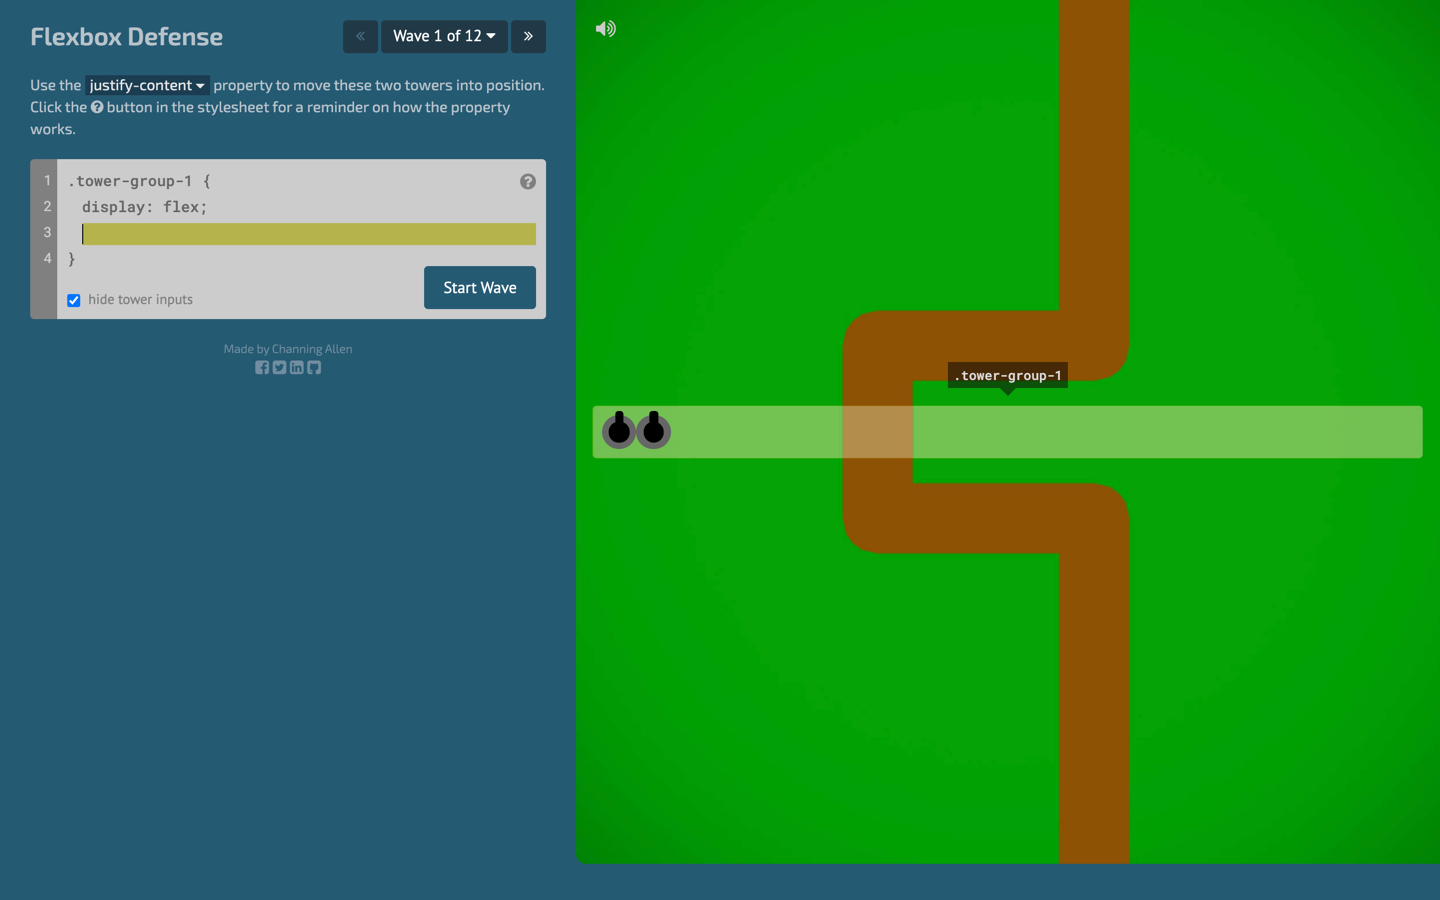 Flexbox Defense
« Wave 1 of 12 »
Use the justify-content property to move these two towers into position.
Click the ? button in the stylesheet for a reminder on how the property
works.
1 .tower-group-1 { ?
2 display: flex;
3
4 }
hide tower inputs
Start Wave
Made by Channing Allen
.tower-group-1